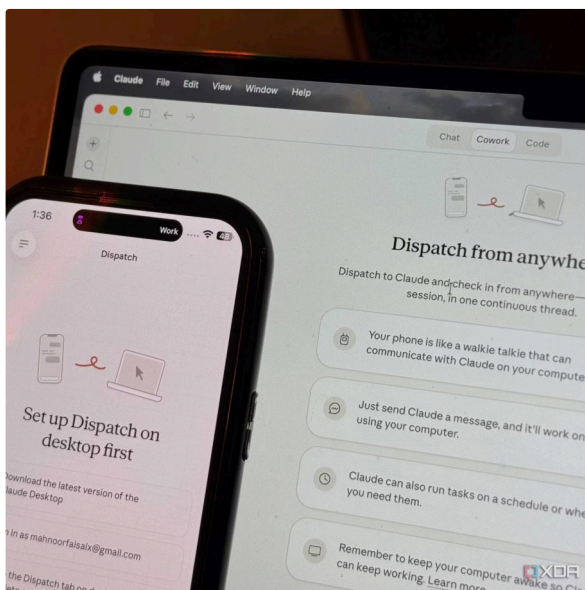 Claude File Edit View Window Help
Chat Cowork Code
Dispatch from anywhe
Dispatch to Claude and check in from anywhere—
session, in one continuous thread.
Your phone is like a walkie talkie that can
communicate with Claude on your compute
Just send Claude a message, and it'll work on
using your computer.
Claude can also run tasks on a schedule or whe
you need them.
Remember to keep your computer awake so Cla
can keep working. Learn more
1:36
Work
Dispatch
Set up Dispatch on
desktop first
Download the latest version of the
Claude Desktop
n in as mahnoorfaisalx@gmail.com
the Dispatch tab on d
XDA